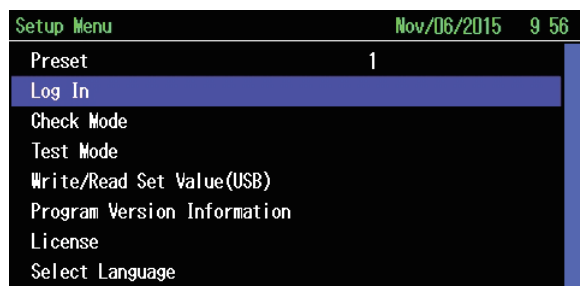 Setup Menu Nov/06/2015 9 56
Preset 1
Log In
Check Mode
Test Mode
Write/Read Set Value(USB)
Program Version Information
License
Select Language